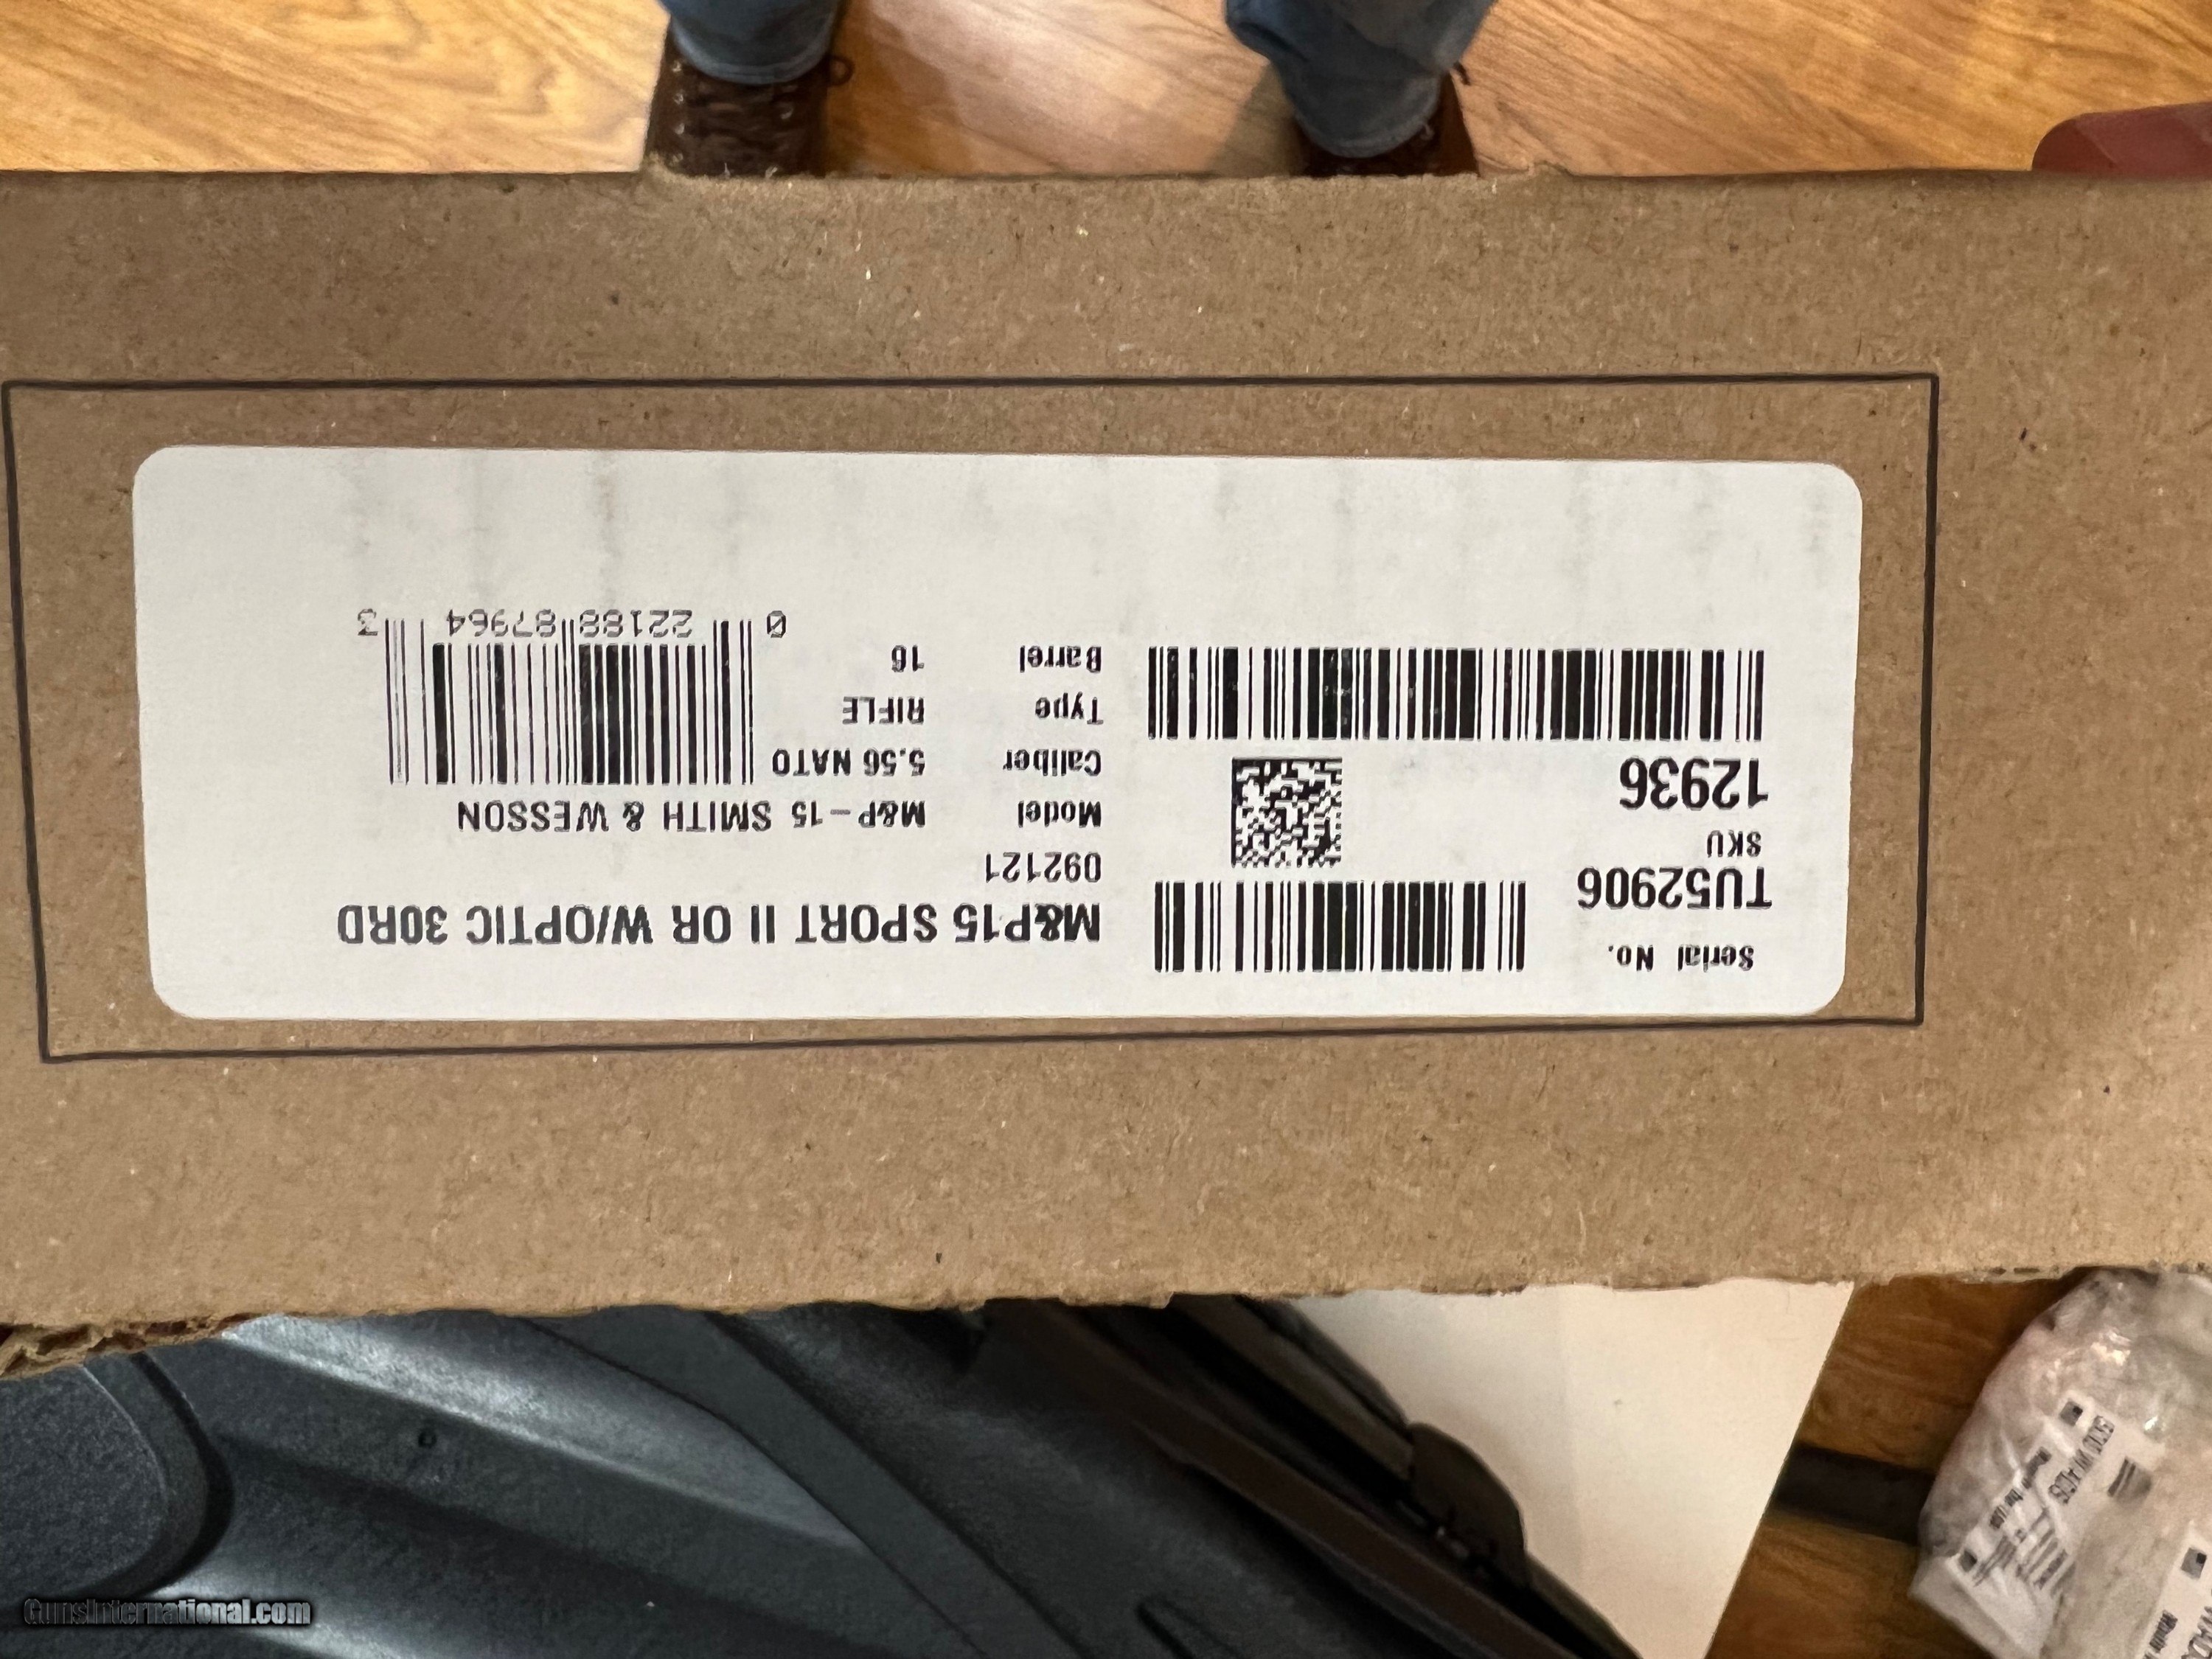 Serial No.
TU52906
SKU
12936
M&P15 SPORT II OR W/OPTIC 30RD
092121
Model M&P-15 SMITH & WESSON
Caliber 5.56 NATO
Type RIFLE
Barrel 16
0 22188 87964 3
GunsInternational.com